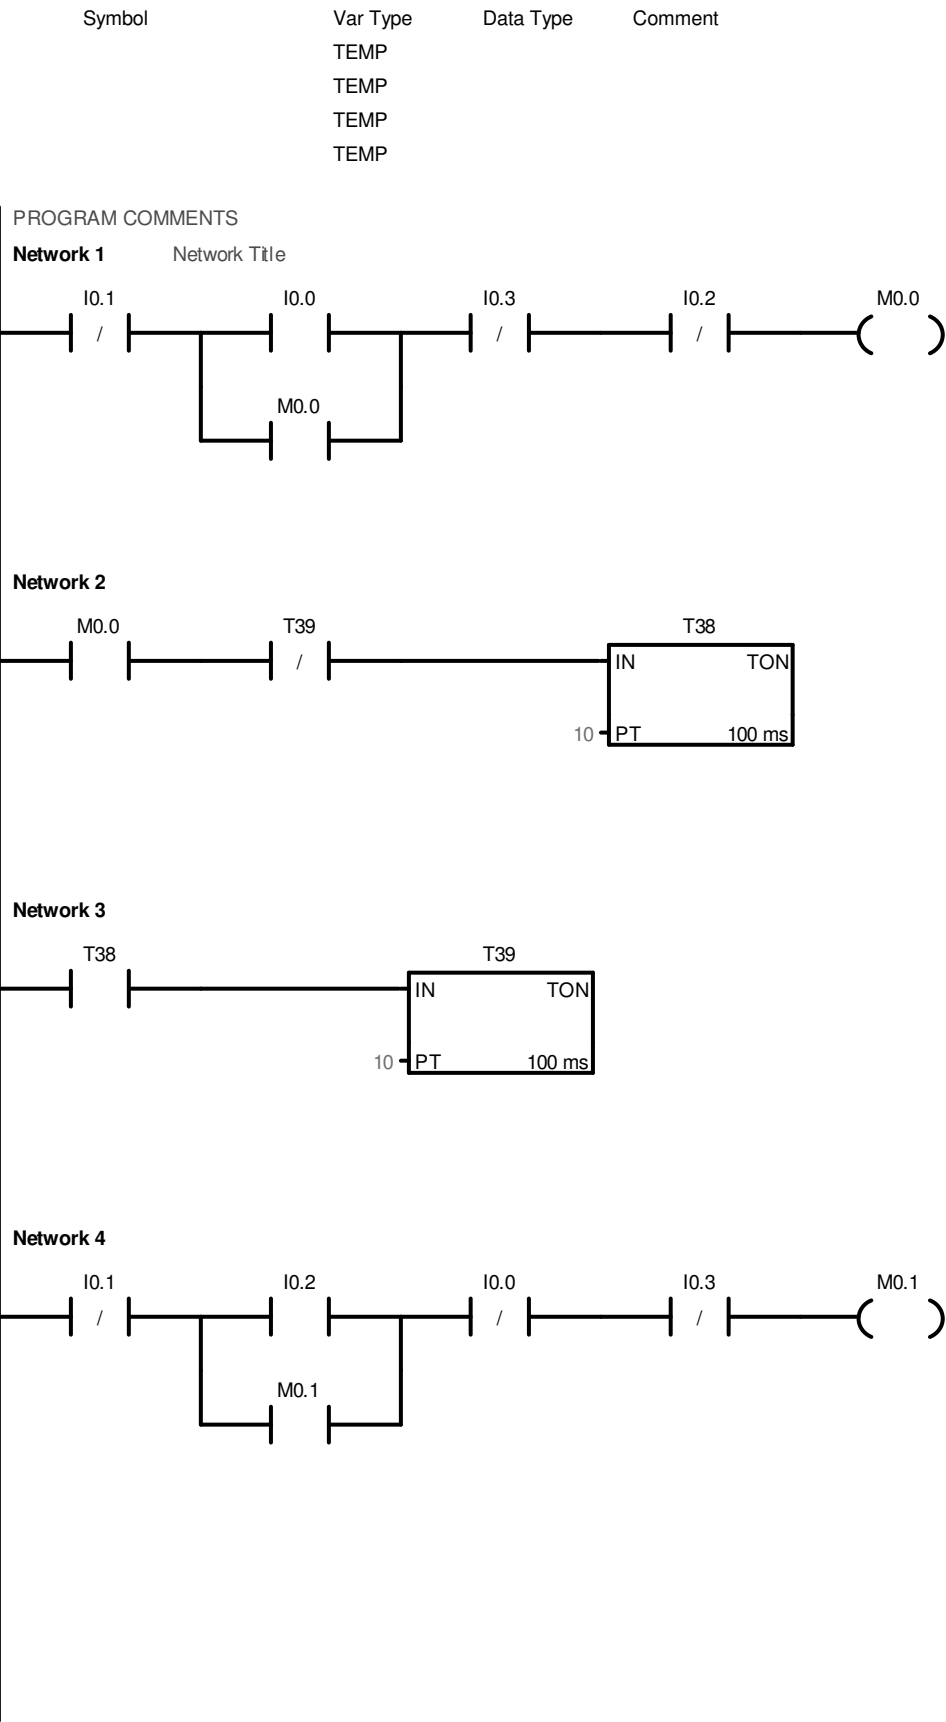 Symbol Var Type Data Type Comment
TEMP
TEMP
TEMP
TEMP
PROGRAM COMMENTS
Network 1 Network Title
I0.1 I0.0 I0.3 I0.2 M0.0
/ / /
M0.0
Network 2
M0.0 T39 T38
/ IN TON
10 PT 100 ms
Network 3
T38 T39
IN TON
10 PT 100 ms
Network 4
I0.1 I0.2 I0.0 I0.3 M0.1
/ / /
M0.1